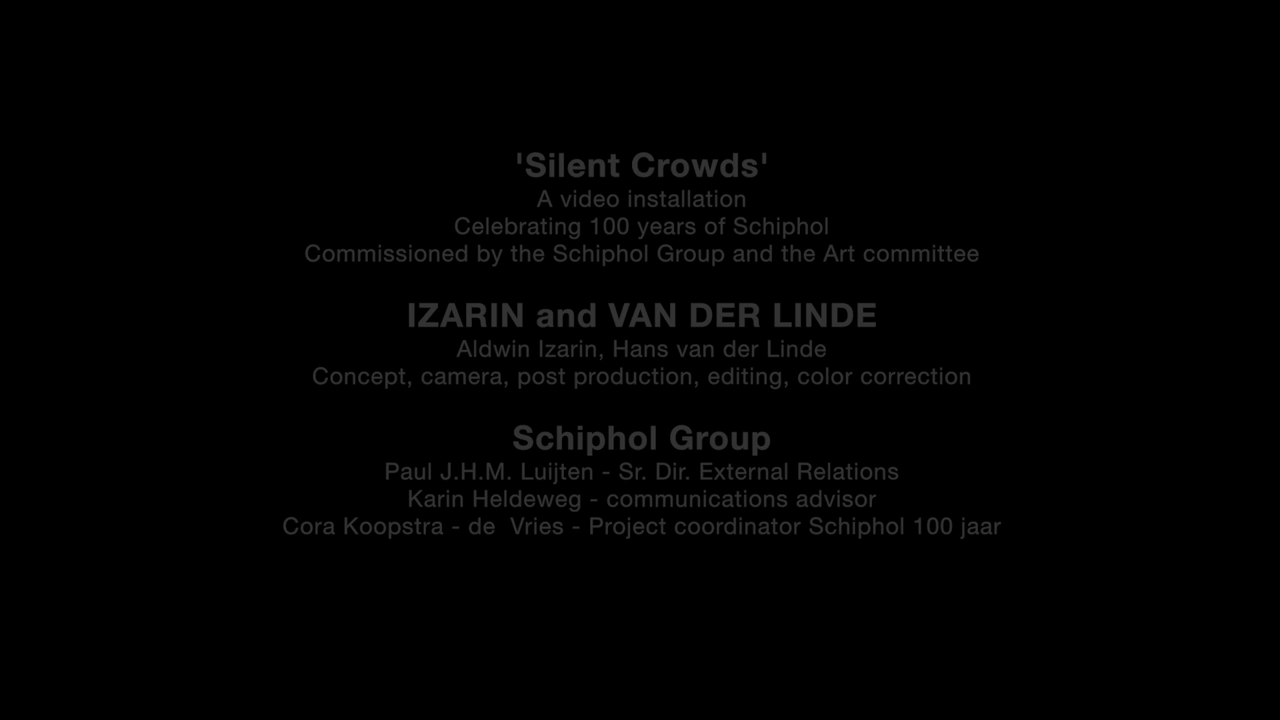 'Silent Crowds'
A video installation
Celebrating 100 years of Schiphol
Commissioned by the Schiphol Group and the Art committee
IZARIN and VAN DER LINDE
Aldwin Izarin, Hans van der Linde
Concept, camera, post production, editing, color correction
Schiphol Group
Paul J.H.M. Luijten - Sr. Dir. External Relations
Karin Heldeweg - communications advisor
Cora Koopstra - de  Vries - Project coordinator Schiphol 100 jaar